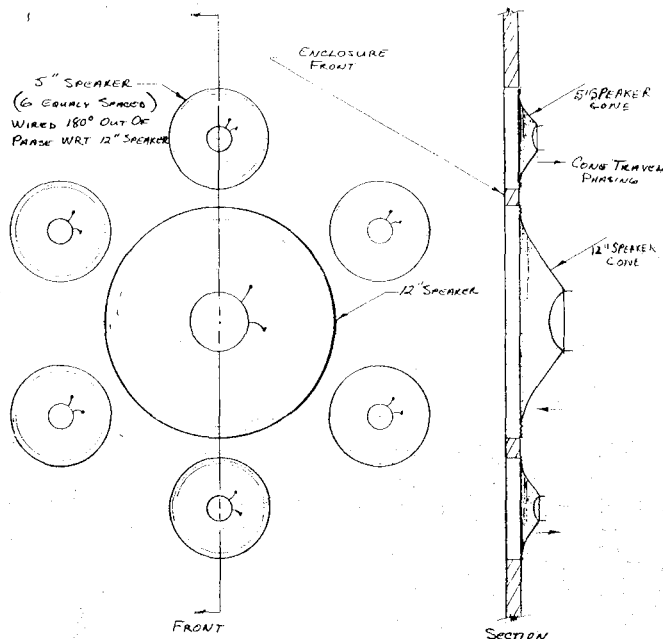 5" SPEAKER
(6 EQUALY SPACED)
WIRED 180° OUT OF
PHASE WRT 12" SPEAKER
ENCLOSURE
FRONT
5" SPEAKER
CONE
CONE TRAVEL
PHASING
12" SPEAKER
CONE
12" SPEAKER
FRONT
SECTION